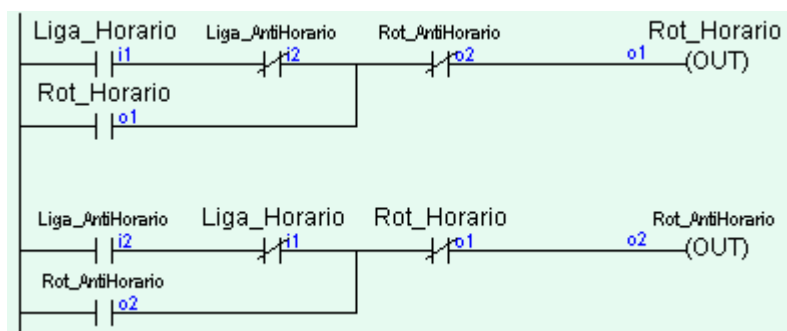 Liga_Horario Liga_AntiHorario Rot_AntiHorario Rot_Horario
i1 i2 o2 o1 (OUT)
Rot_Horario
o1
Liga_AntiHorario Liga_Horario Rot_Horario Rot_AntiHorario
i2 i1 o1 o2 (OUT)
Rot_AntiHorario
o2